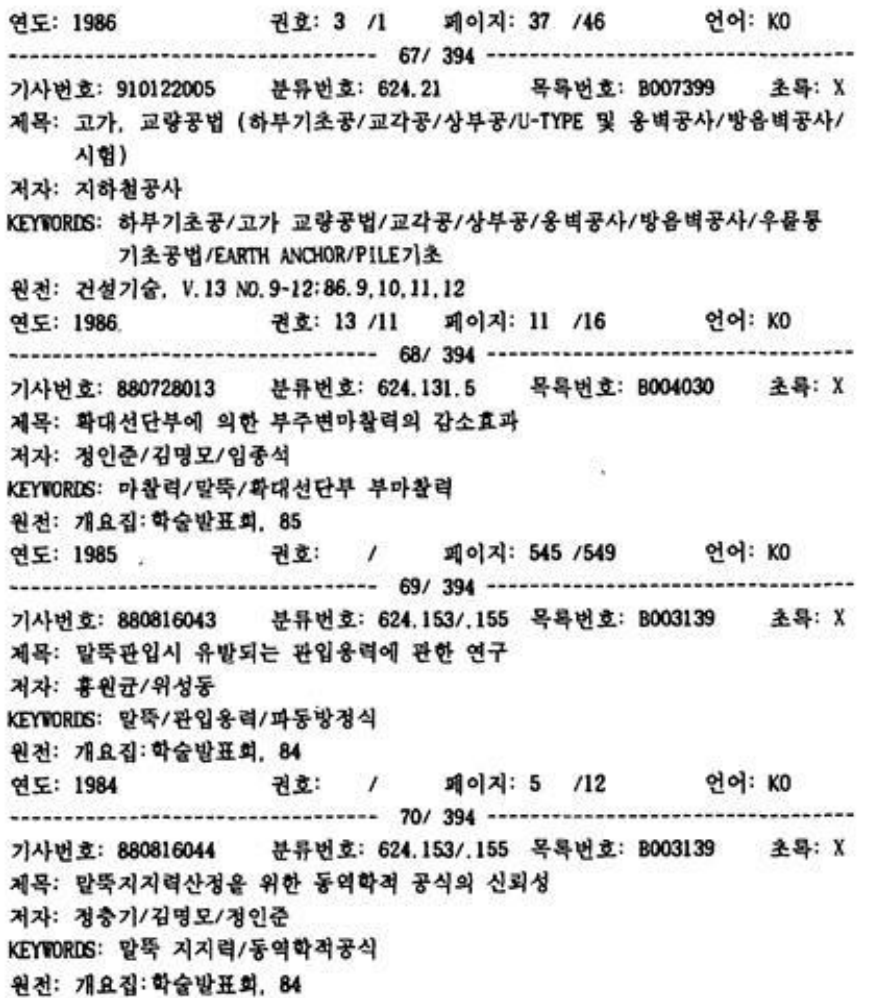 연도: 1986 권호: 3 /1 페이지: 37 /46 언어: KO
---------------------------------- 67/ 394 ----------------------------------
기사번호: 910122005 분류번호: 624.21 목록번호: B007399 초록: X
제목: 고가, 교량공법 (하부기초공/교각공/상부공/U-TYPE 및 옹벽공사/방음벽공사/
시험)
저자: 지하철공사
KEYWORDS: 하부기초공/고가 교량공법/교각공/상부공/옹벽공사/방음벽공사/우물통
기초공법/EARTH ANCHOR/PILE기초
원전: 건설기술, V.13 NO.9-12;86.9,10,11,12
연도: 1986 권호: 13 /11 페이지: 11 /16 언어: KO
---------------------------------- 68/ 394 ----------------------------------
기사번호: 880728013 분류번호: 624.131.5 목록번호: B004030 초록: X
제목: 확대선단부에 의한 부주변마찰력의 감소효과
저자: 정인준/김명모/임종석
KEYWORDS: 마찰력/말뚝/확대선단부 부마찰력
원전: 개요집:학술발표회, 85
연도: 1985 권호: / 페이지: 545 /549 언어: KO
---------------------------------- 69/ 394 ----------------------------------
기사번호: 880816043 분류번호: 624.153/.155 목록번호: B003139 초록: X
제목: 말뚝관입시 유발되는 관입응력에 관한 연구
저자: 홍원균/위성동
KEYWORDS: 말뚝/관입응력/파동방정식
원전: 개요집:학술발표회, 84
연도: 1984 권호: / 페이지: 5 /12 언어: KO
---------------------------------- 70/ 394 ----------------------------------
기사번호: 880816044 분류번호: 624.153/.155 목록번호: B003139 초록: X
제목: 말뚝지지력산정을 위한 동역학적 공식의 신뢰성
저자: 정충기/김명모/정인준
KEYWORDS: 말뚝 지지력/동역학적공식
원전: 개요집:학술발표회, 84